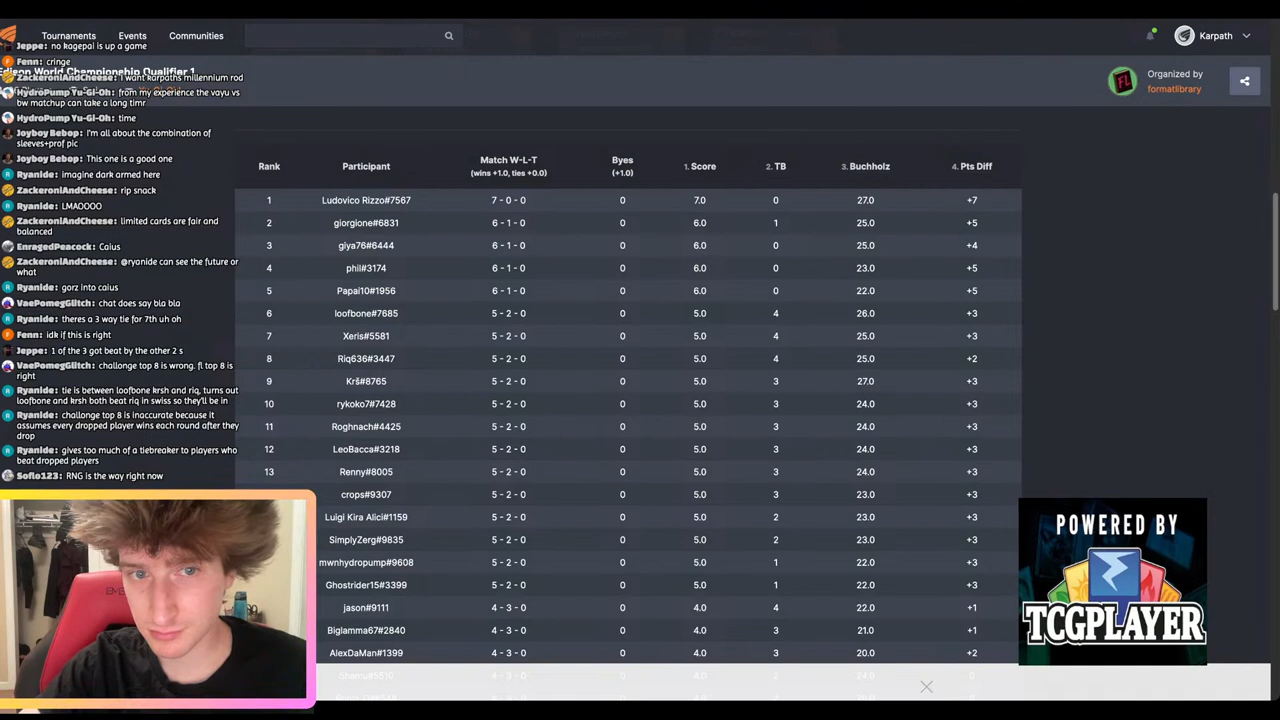 Tournaments Events Communities
Karpath
Edison World Championship Qualifier 1
Organized by
formatlibrary
Jeppe: no kagepai is up a game
Fenn: cringe
ZackeroniAndCheese: I want karpaths millennium rod
HydroPump Yu-Gi-Oh: from my experience the vayu vs
bw matchup can take a long timr
HydroPump Yu-Gi-Oh: time
Joyboy Bebop: I'm all about the combination of
sleeves+prof pic
Joyboy Bebop: This one is a good one
Ryanide: imagine dark armed here
ZackeroniAndCheese: rip snack
Ryanide: LMAOOOO
ZackeroniAndCheese: limited cards are fair and
balanced
EnragedPeacock: Caius
ZackeroniAndCheese: @ryanide can see the future or
what
Ryanide: gorz into caius
VaePomegGlitch: chat does say bla bla
Ryanide: theres a 3 way tie for 7th uh oh
Fenn: idk if this is right
Jeppe: 1 of the 3 got beat by the other 2 s
VaePomegGlitch: challonge top 8 is wrong. fl top 8 is
right
Ryanide: tie is between loofbone krsh and riq, turns out
loofbone and krsh both beat riq in swiss so they'll be in
Ryanide: challonge top 8 is inaccurate because it
assumes every dropped player wins each round after they
drop
Ryanide: gives too much of a tiebreaker to players who
beat dropped players
Sofio123: RNG is the way right now
Rank Participant Match W-L-T Byes 1. Score 2. TB 3. Buchholz 4. Pts Diff
(wins +1.0, ties +0.0) (+1.0)
1 Ludovico Rizzo#7567 7 - 0 - 0 0 7.0 0 27.0 +7
2 giorgione#6831 6 - 1 - 0 0 6.0 1 25.0 +5
3 giya76#6444 6 - 1 - 0 0 6.0 0 25.0 +4
4 phil#3174 6 - 1 - 0 0 6.0 0 23.0 +5
5 Papai10#1956 6 - 1 - 0 0 6.0 0 22.0 +5
6 loofbone#7685 5 - 2 - 0 0 5.0 4 26.0 +3
7 Xeris#5581 5 - 2 - 0 0 5.0 4 25.0 +3
8 Riq636#3447 5 - 2 - 0 0 5.0 4 25.0 +2
9 Krš#8765 5 - 2 - 0 0 5.0 3 27.0 +3
10 rykoko7#7428 5 - 2 - 0 0 5.0 3 24.0 +3
11 Roghnach#4425 5 - 2 - 0 0 5.0 3 24.0 +3
12 LeoBacca#3218 5 - 2 - 0 0 5.0 3 24.0 +3
13 Renny#8005 5 - 2 - 0 0 5.0 3 24.0 +3
crops#9307 5 - 2 - 0 0 5.0 3 23.0 +3
Luigi Kira Alici#1159 5 - 2 - 0 0 5.0 2 23.0 +3
SimplyZerg#9835 5 - 2 - 0 0 5.0 2 23.0 +3
mwnhydropump#9608 5 - 2 - 0 0 5.0 1 22.0 +3
Ghostrider15#3399 5 - 2 - 0 0 5.0 1 22.0 +3
jason#9111 4 - 3 - 0 0 4.0 4 22.0 +1
Biglamma67#2840 4 - 3 - 0 0 4.0 3 21.0 +1
AlexDaMan#1399 4 - 3 - 0 0 4.0 3 20.0 +2
FL
POWERED BY
TCGPLAYER